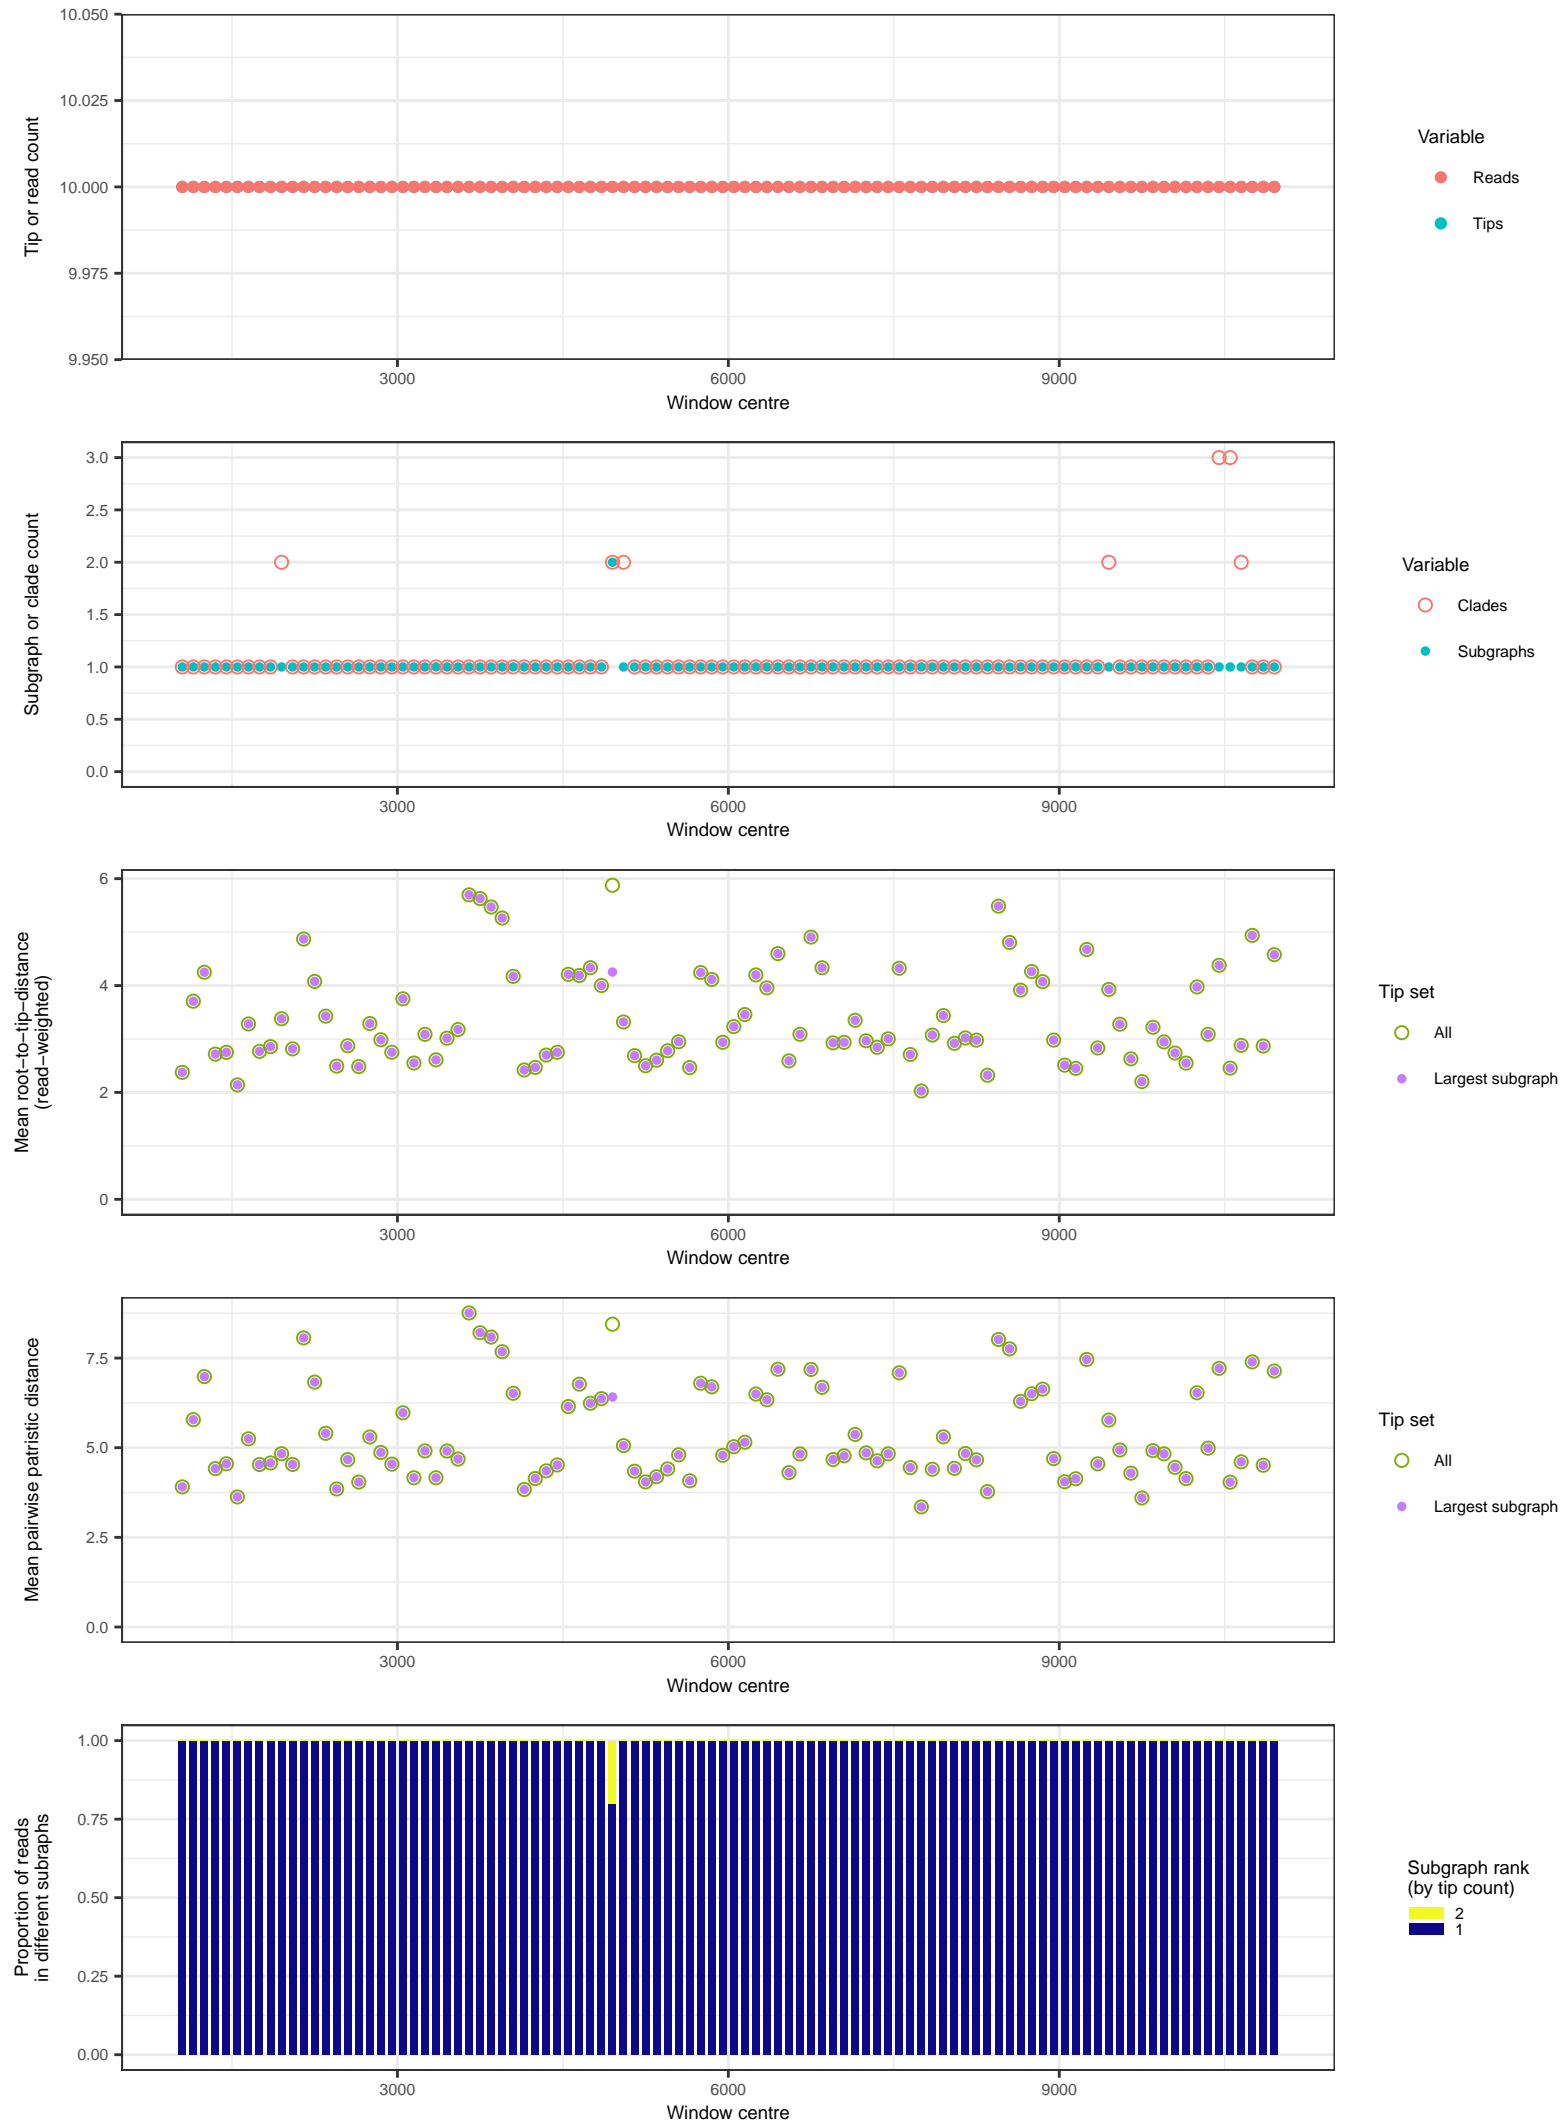 10.050
10.025
10.000
9.975
9.950
Tip or read count
3000
6000
9000
Window centre
Variable
Reads
Tips
3.0
2.5
2.0
1.5
1.0
0.5
0.0
Subgraph or clade count
3000
6000
9000
Window centre
Variable
Clades
Subgraphs
6
4
2
0
Mean root−to−tip−distance
(read−weighted)
3000
6000
9000
Window centre
Tip set
All
Largest subgraph
7.5
5.0
2.5
0.0
Mean pairwise patristic distance
3000
6000
9000
Window centre
Tip set
All
Largest subgraph
1.00
0.75
0.50
0.25
0.00
Proportion of reads
in different subraphs
3000
6000
9000
Window centre
Subgraph rank
(by tip count)
2
1